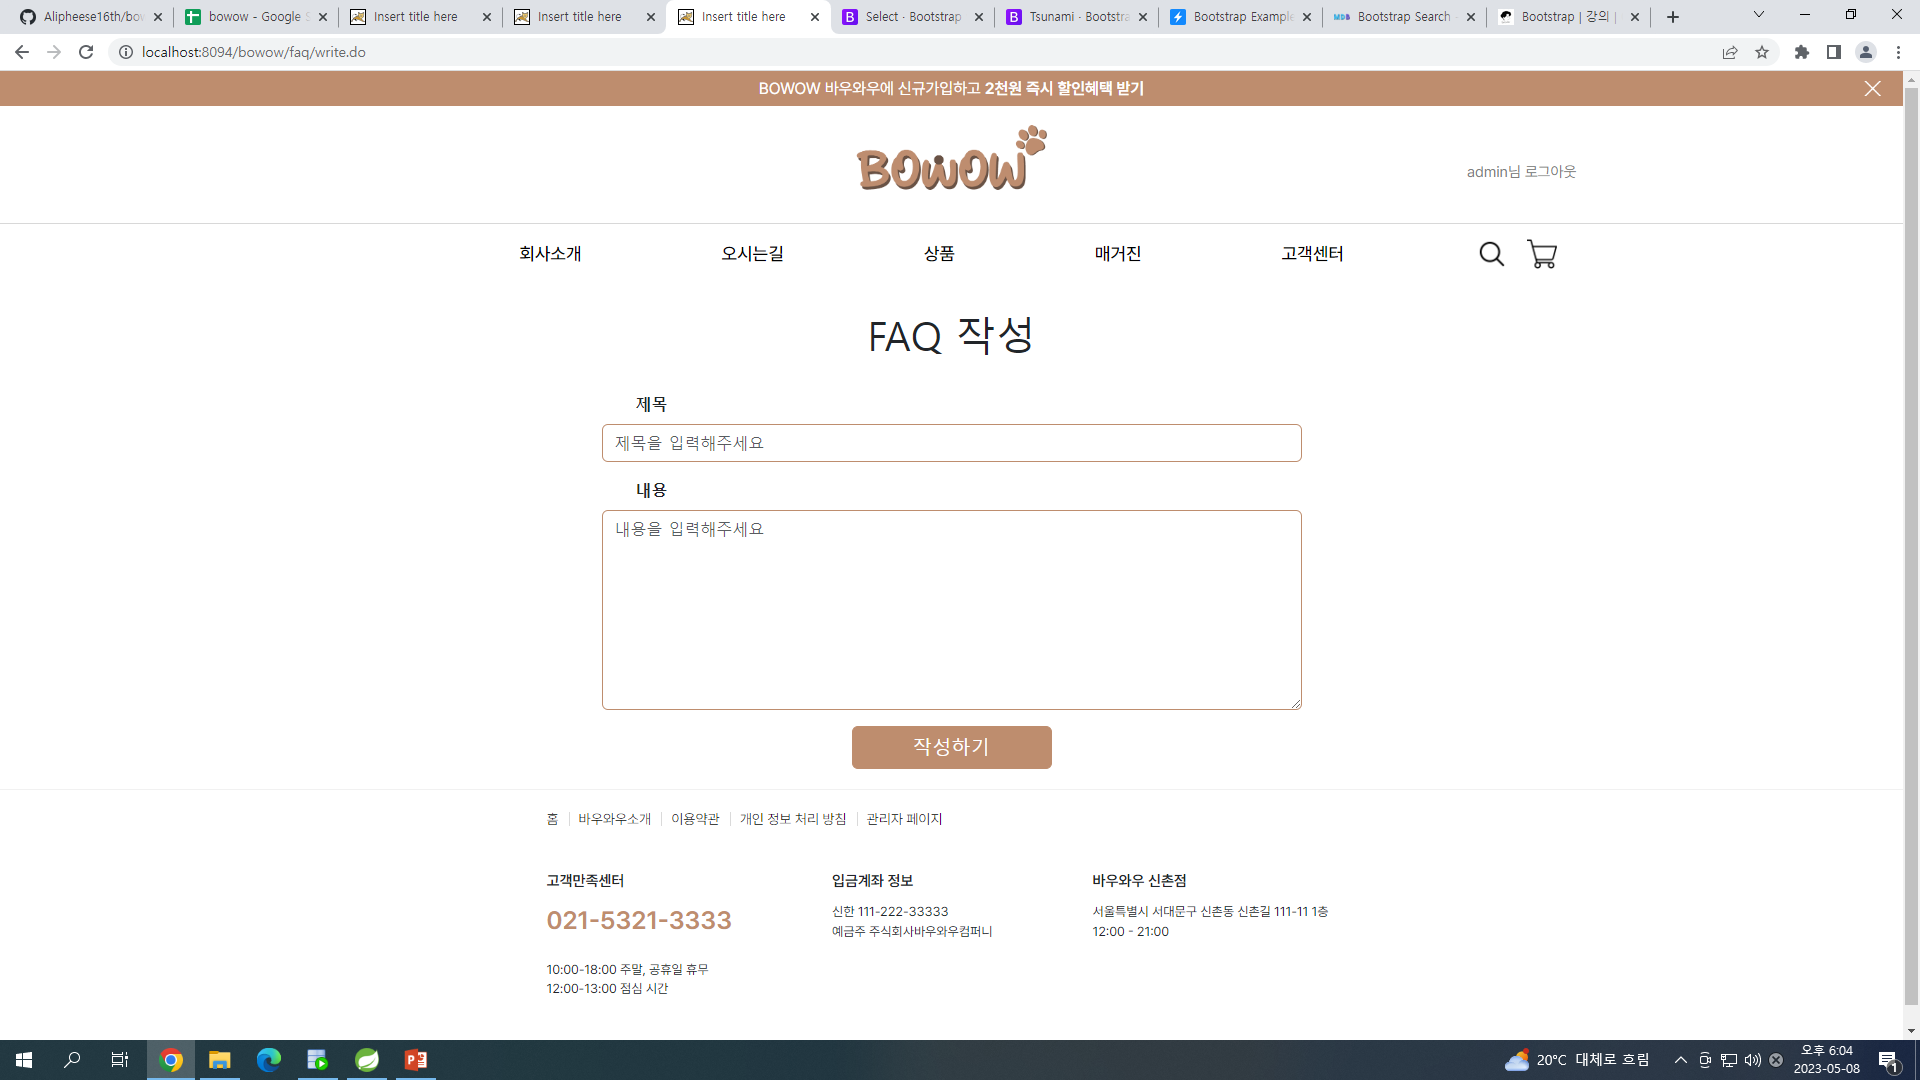 Alipheese16th/bow
bowow - Google S
Insert title here
Insert title here
Insert title here
Select · Bootstrap
Tsunami · Bootstra
Bootstrap Example
MDB
Bootstrap Search
Bootstrap | 강의 |
localhost:8094/bowow/faq/write.do
BOWOW 바우와우에 신규가입하고 2천원 즉시 할인혜택 받기
BOWOW
admin님 로그아웃
회사소개
오시는길
상품
매거진
고객센터
FAQ 작성
제목
제목을 입력해주세요
내용
내용을 입력해주세요
작성하기
홈
바우와우소개
이용약관
개인 정보 처리 방침
관리자 페이지
고객만족센터
021-5321-3333
10:00-18:00 주말, 공휴일 휴무
12:00-13:00 점심 시간
입금계좌 정보
신한 111-222-33333
예금주 주식회사바우와우컴퍼니
바우와우 신촌점
서울특별시 서대문구 신촌동 신촌길 111-11 1층
12:00 - 21:00
20°C 대체로 흐림
오후 6:04
2023-05-08
1